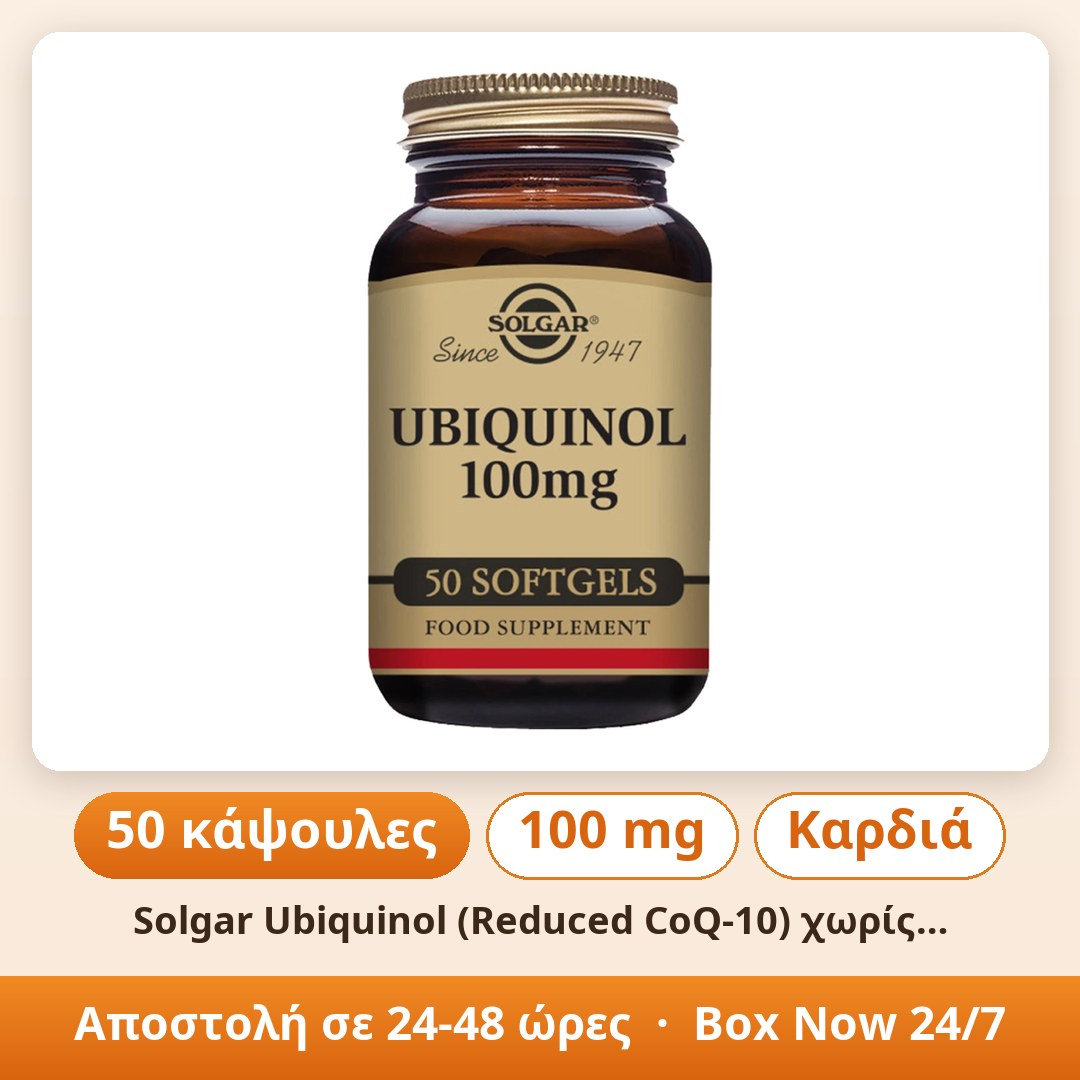 SOLGAR®
Since 1947
UBIQUINOL
100mg
50 SOFTGELS
FOOD SUPPLEMENT
50 κάψουλες 100 mg Καρδιά
Solgar Ubiquinol (Reduced CoQ-10) χωρίς...
Αποστολή σε 24-48 ώρες · Box Now 24/7